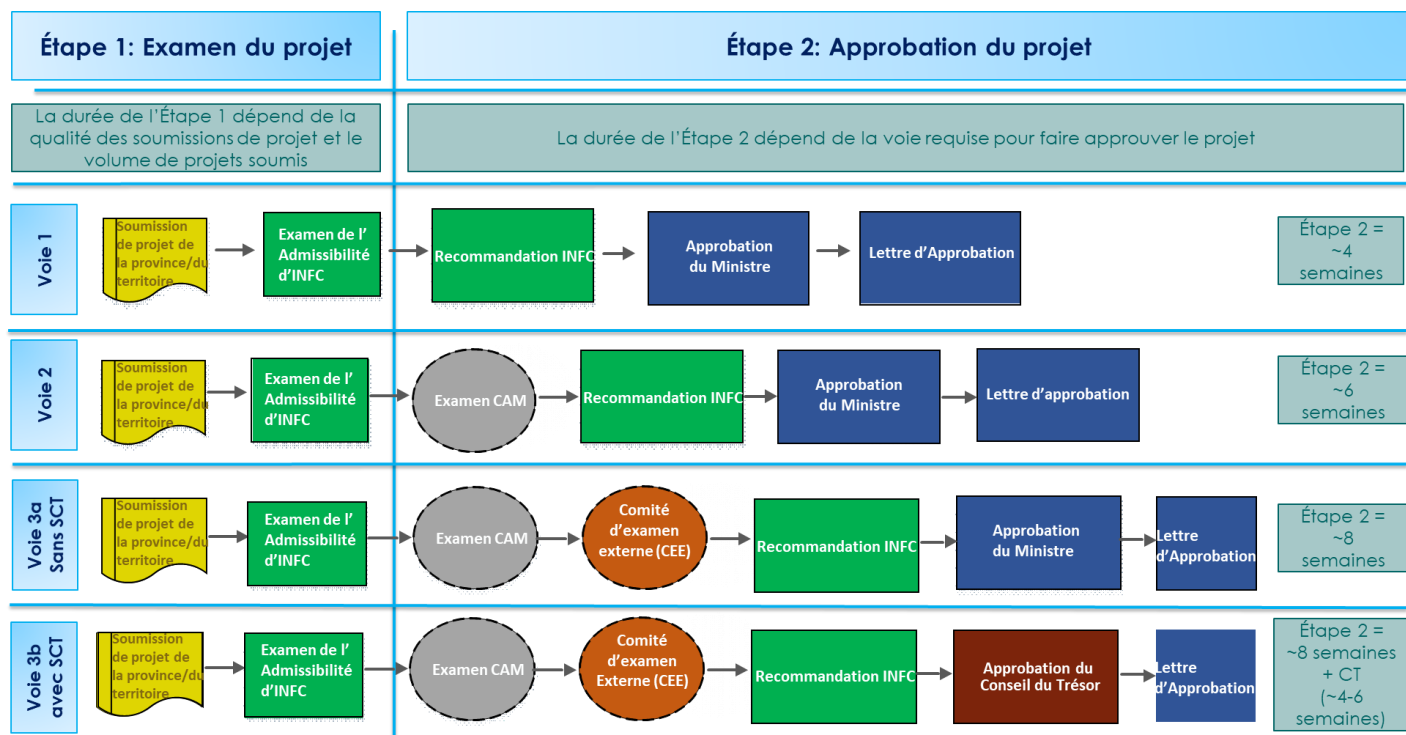 Étape 1: Examen du projet
Étape 2: Approbation du projet
La durée de l'Étape 1 dépend de la
qualité des soumissions de projet et le
volume de projets soumis
La durée de l'Étape 2 dépend de la voie requise pour faire approuver le projet
Voie 1
Soumission
de projet de
la province/du
territoire
Examen de l'
Admissibilité
d'INFC
Recommandation INFC
Approbation
du Ministre
Lettre d'Approbation
Étape 2 =
~4
semaines
Voie 2
Soumission
de projet de
la province/du
territoire
Examen de l'
Admissibilité
d'INFC
Examen CAM
Recommandation INFC
Approbation
du Ministre
Lettre d'approbation
Étape 2 =
~6
semaines
Voie 3a
Sans SCT
Soumission
de projet de
la province/du
territoire
Examen de l'
Admissibilité
d'INFC
Examen CAM
Comité
d'examen
externe (CEE)
Recommandation INFC
Approbation
du Ministre
Lettre
d'Approbation
Étape 2 =
~8
semaines
Voie 3b
avec SCT
Soumission
de projet de
la province/du
territoire
Examen de l'
Admissibilité
d'INFC
Examen CAM
Comité
d'examen
Externe (CEE)
Recommandation INFC
Approbation du
Conseil du Trésor
Lettre
d'Approbation
Étape 2 =
~8 semaines
+ CT
(~4-6
semaines)